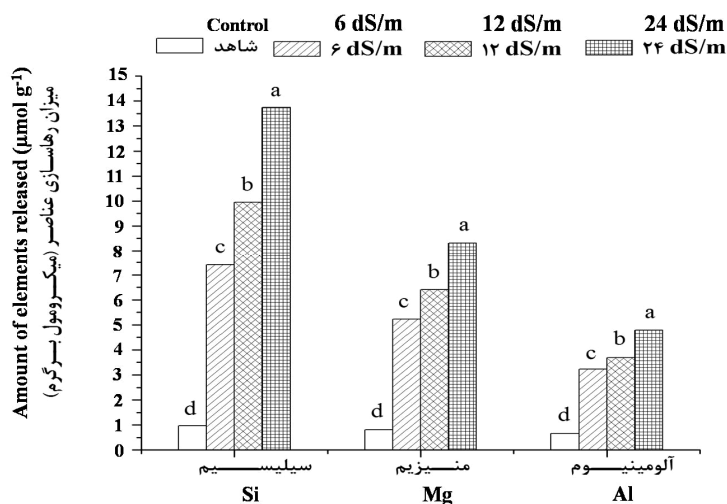 Control 6 dS/m 12 dS/m 24 dS/m
شاهد ۶ dS/m ۱۲ dS/m ۲۴ dS/m
Amount of elements released (µmol g⁻¹)
میزان رهاسازی عناصر (میکرومول بر گرم)
15
14
13
12
11
10
9
8
7
6
5
4
3
2
1
0
d c b a
d c b a
d c b a
سیلیسیم منیزیم آلومینیوم
Si Mg Al